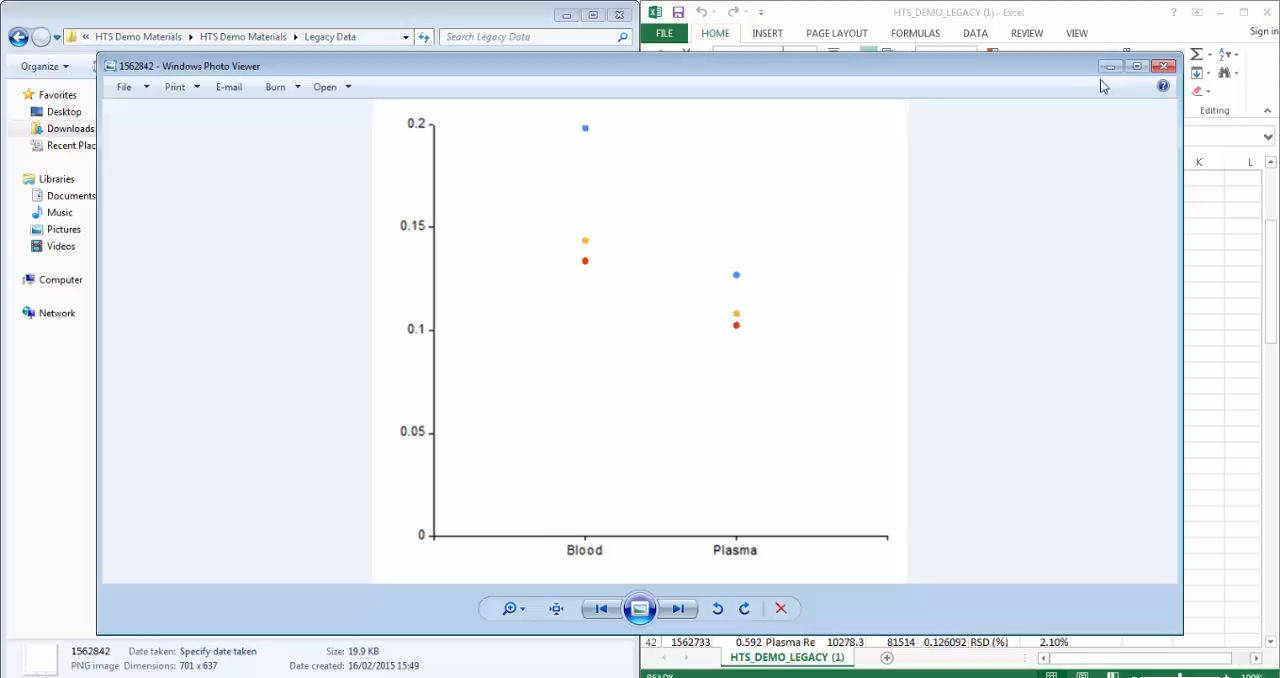 HTS Demo Materials HTS Demo Materials Legacy Data Search Legacy Data
Organize
Favorites
Desktop
Downloads
Recent Plac
Libraries
Documents
Music
Pictures
Videos
Computer
Network
1562842 - Windows Photo Viewer
File Print E-mail Burn Open
0.2
0.15
0.1
0.05
0
Blood Plasma
1562842 Date taken: Specify date taken Size: 19.9 KB
PNG image Dimensions: 701 x 637 Date created: 16/02/2015 15:49
HTS_DEMO_LEGACY (1) - Excel
FILE HOME INSERT PAGE LAYOUT FORMULAS DATA REVIEW VIEW Sign in
Editing
K L
42 1562733 0.592 Plasma Re 10278.3 81514 0.126092 RSD (%) 2.10%
HTS_DEMO_LEGACY (1)
READY 100%